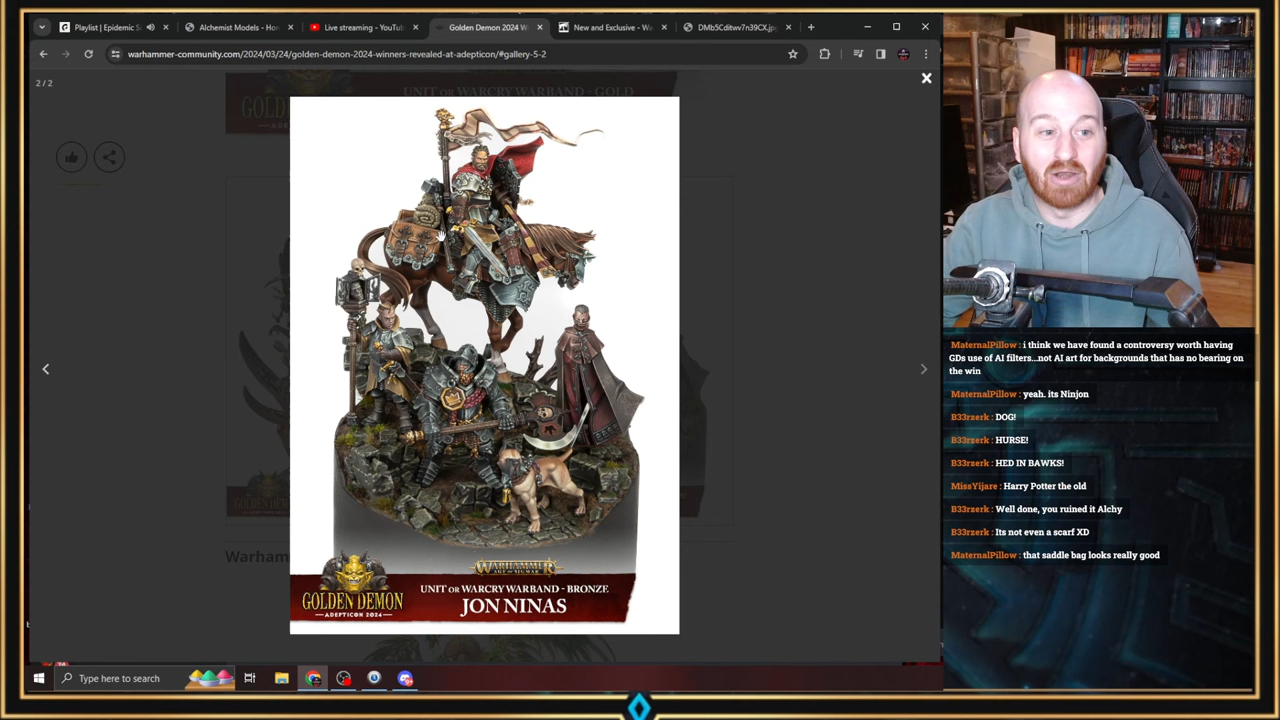 Playlist | Epidemic S
Alchemist Models - Ho
Live streaming - YouTub
Golden Demon 2024 W
New and Exclusive - Wa
DMb5Cditw7n39CX.jp
warhammer-community.com/2024/03/24/golden-demon-2024-winners-revealed-at-adepticon/#gallery-5-2
2 / 2
UNIT OR WARCRY WARBAND - GOLD
GOLDEN
Warham
WARHAMMER
AGE OF SIGMAR
UNIT OR WARCRY WARBAND - BRONZE
JON NINAS
GOLDEN DEMON
ADEPTICON 2024
Type here to search
MaternalPillow : i think we have found a controversy worth having
GDs use of AI filters...not AI art for backgrounds that has no bearing on
the win
MaternalPillow : yeah. its Ninjon
B33rzerk : DOG!
B33rzerk : HURSE!
B33rzerk : HED IN BAWKS!
MissYijare : Harry Potter the old
B33rzerk : Well done, you ruined it Alchy
B33rzerk : Its not even a scarf XD
MaternalPillow : that saddle bag looks really good